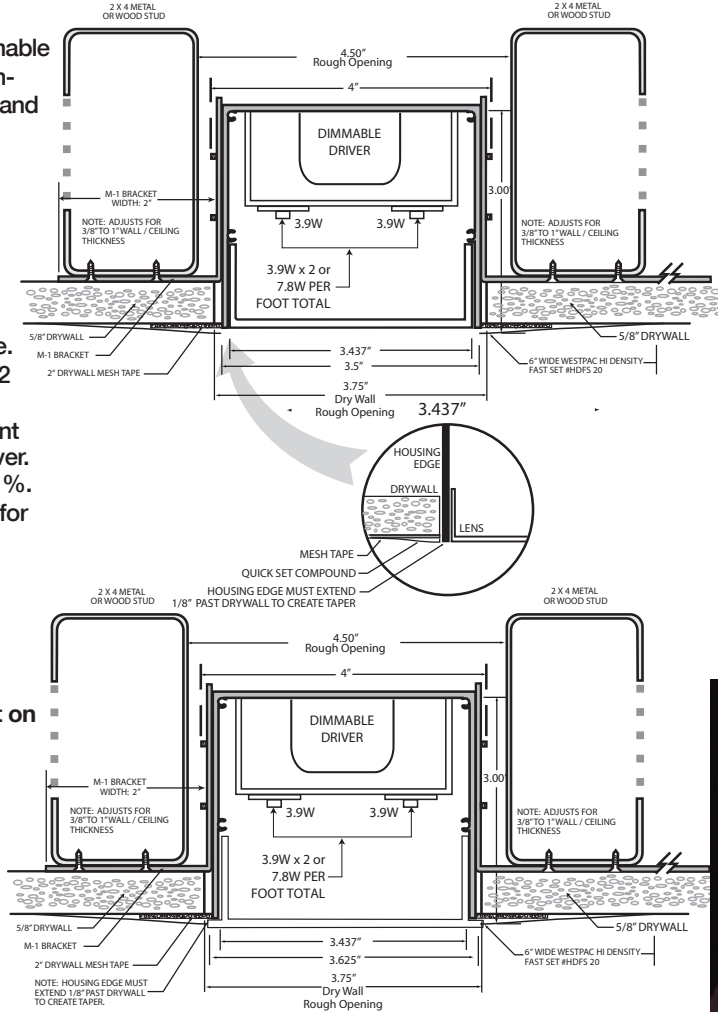 2 X 4 METAL
OR WOOD STUD
2 X 4 METAL
OR WOOD STUD
4.50"
Rough Opening
4"
DIMMABLE
DRIVER
3.00"
M-1 BRACKET
WIDTH: 2"
NOTE: ADJUSTS FOR
3/8"TO 1"WALL / CEILING
THICKNESS
3.9W
3.9W
NOTE: ADJUSTS FOR
3/8"TO 1"WALL / CEILING
THICKNESS
3.9W x 2 or
7.8W PER
FOOT TOTAL
5/8" DRYWALL
M-1 BRACKET
2" DRYWALL MESH TAPE
5/8" DRYWALL
6" WIDE WESTPAC HI DENSITY
FAST SET #HDFS 20
3.437"
3.5"
3.75"
Dry Wall
Rough Opening
3.437"
HOUSING
EDGE
DRYWALL
LENS
MESH TAPE
QUICK SET COMPOUND
HOUSING EDGE MUST EXTEND
1/8" PAST DRYWALL TO CREATE TAPER
nable
n-
and
e.
2
nt
ver.
%.
for
t on
2 X 4 METAL
OR WOOD STUD
2 X 4 METAL
OR WOOD STUD
4.50"
Rough Opening
4"
DIMMABLE
DRIVER
3.00"
M-1 BRACKET
WIDTH: 2"
NOTE: ADJUSTS FOR
3/8"TO 1"WALL / CEILING
THICKNESS
3.9W
3.9W
NOTE: ADJUSTS FOR
3/8"TO 1"WALL / CEILING
THICKNESS
3.9W x 2 or
7.8W PER
FOOT TOTAL
5/8" DRYWALL
M-1 BRACKET
2" DRYWALL MESH TAPE
NOTE: HOUSING EDGE MUST
EXTEND 1/8"PAST DRYWALL
TO CREATE TAPER.
5/8" DRYWALL
6" WIDE WESTPAC HI DENSITY
FAST SET #HDFS 20
3.437"
3.625"
3.75"
Dry Wall
Rough Opening